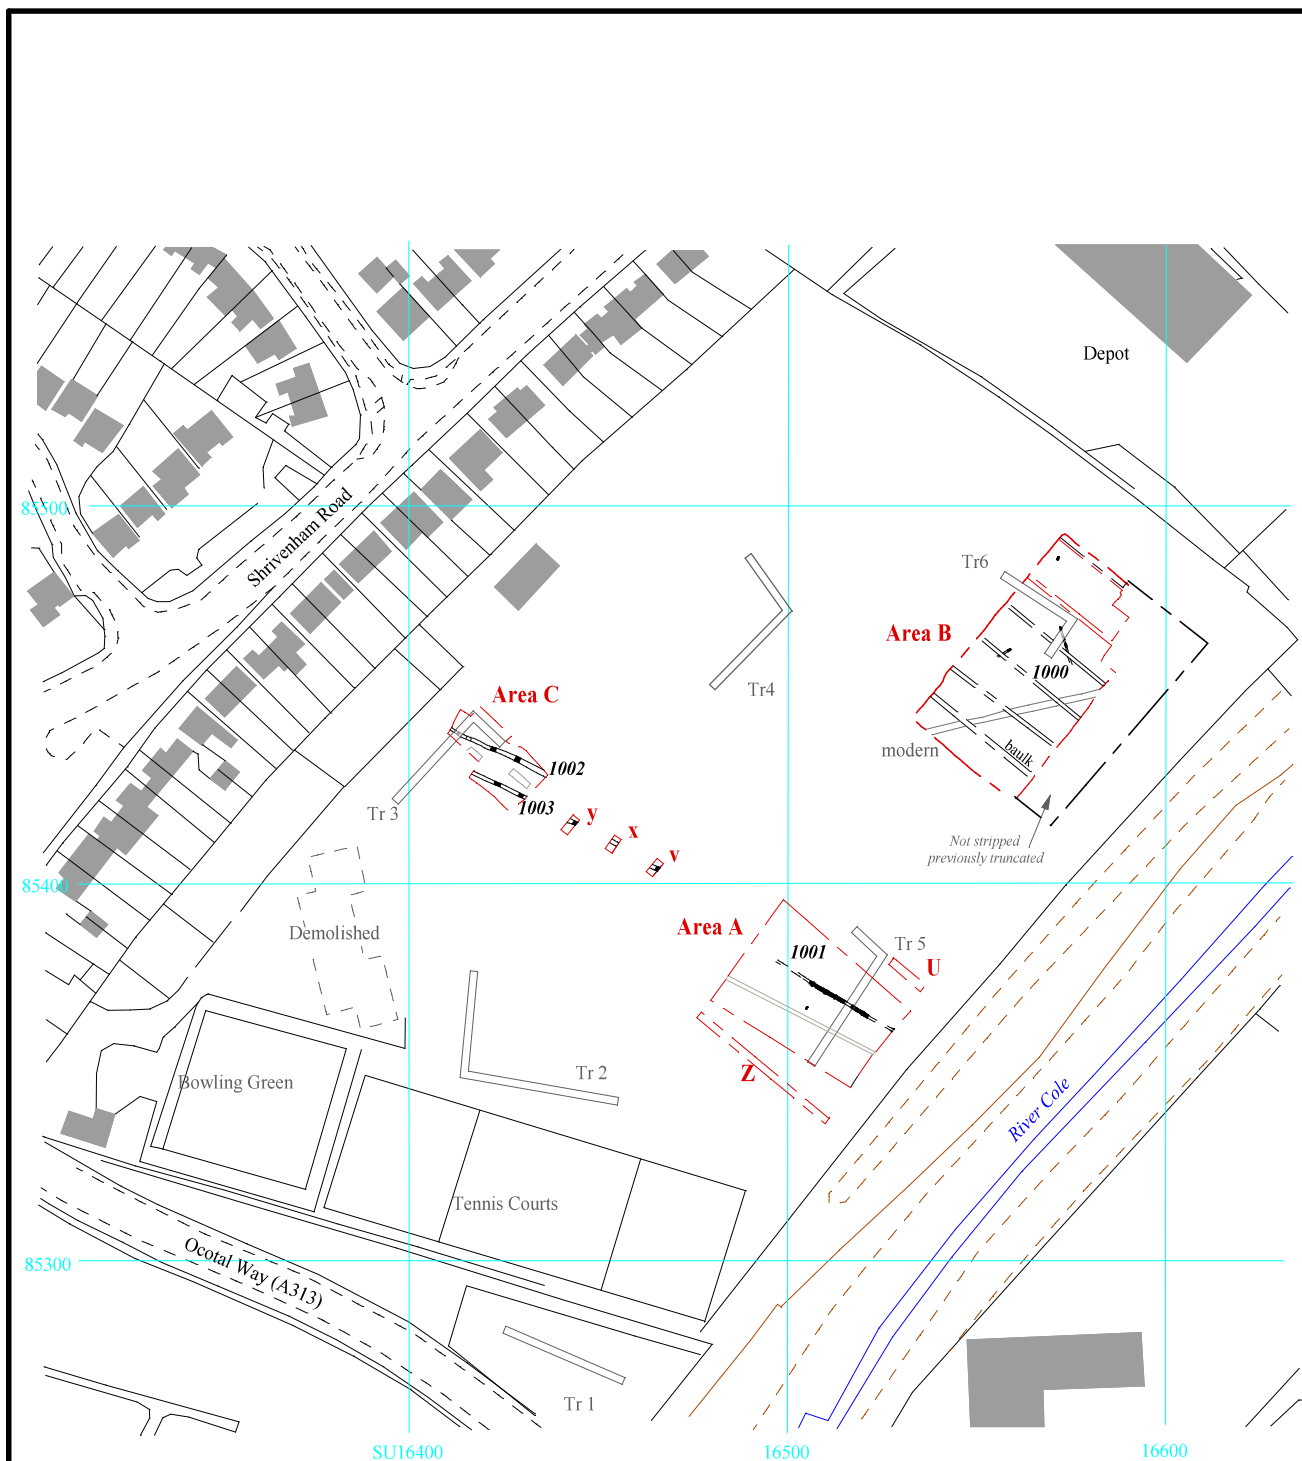 Depot
85500
Shrivenham Road
Tr6
Area B
1000
Tr4
Area C
modern
baulk
1002
1003
Tr 3
y
x
v
Not stripped
previously truncated
85400
Area A
Demolished
1001
Tr 5
U
Z
Tr 2
Bowling Green
River Cole
Tennis Courts
Ocotal Way (A313)
85300
Tr 1
SU16400
16500
16600